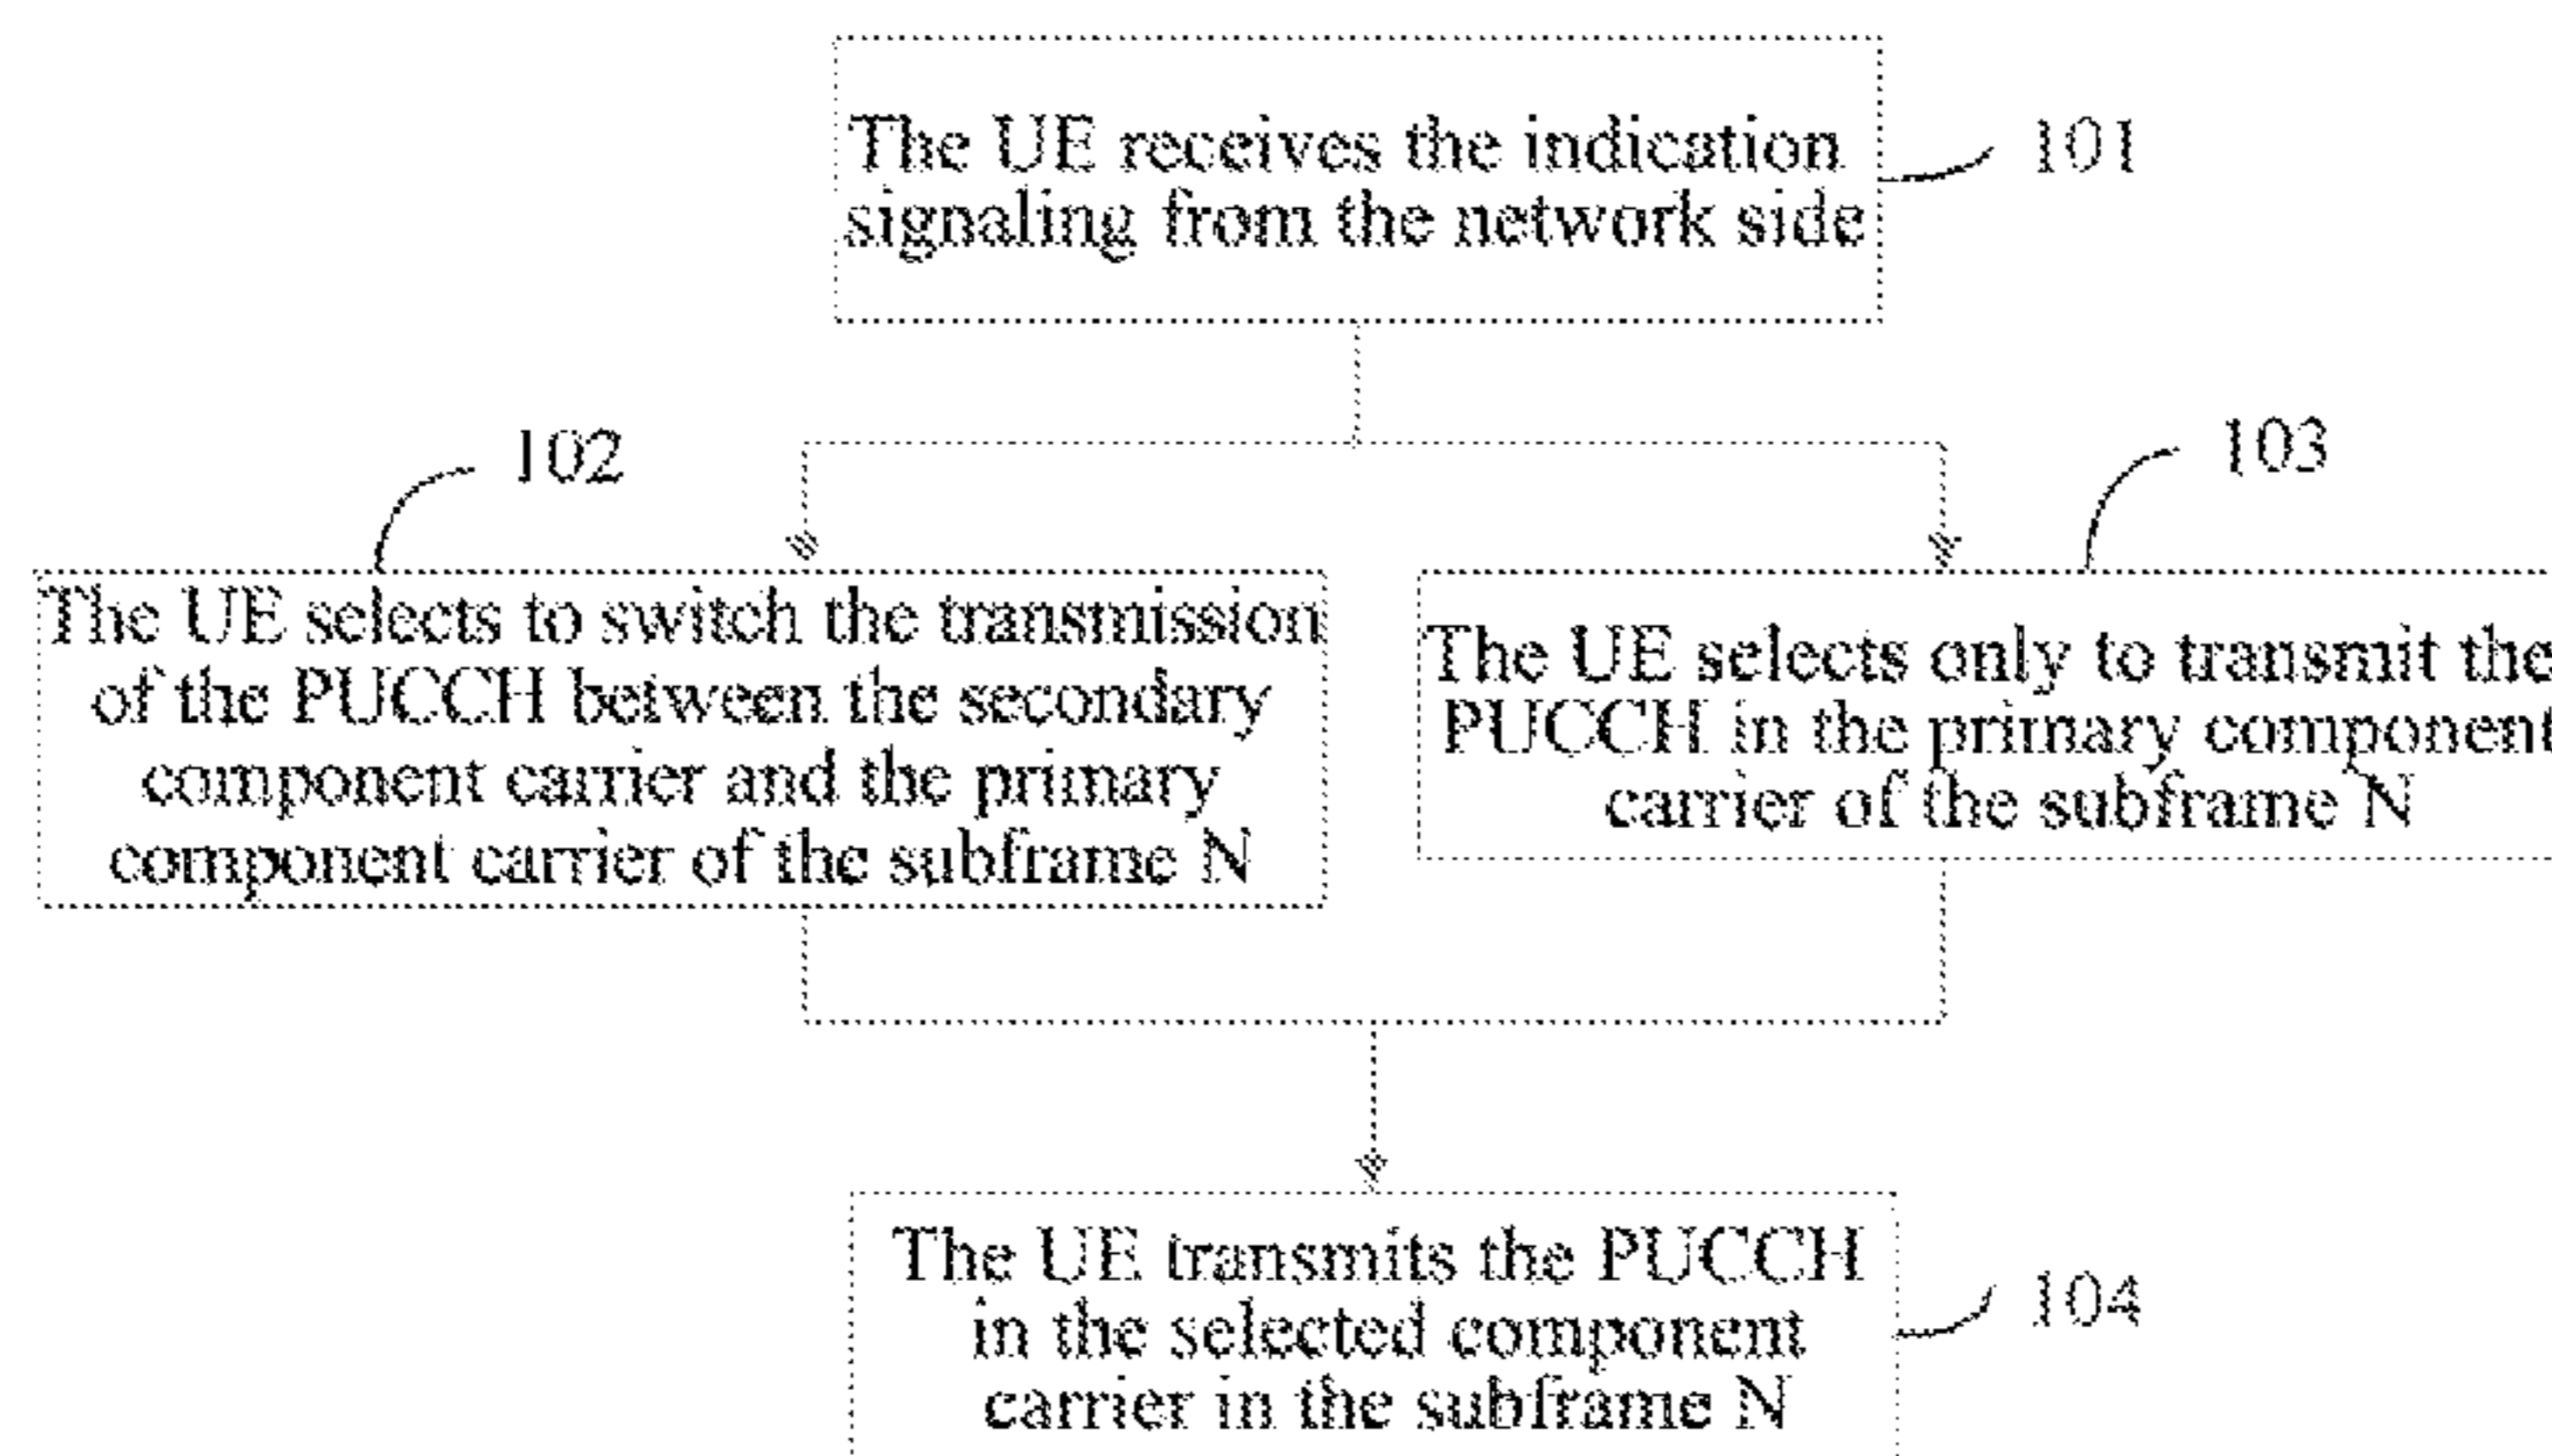 The UE receives the indication
signaling from the network side
101
102
The UE selects to switch the transmission
of the PUCCH between the secondary
component carrier and the primary
component carrier of the subframe N
103
The UE selects only to transmit the
PUCCH in the primary component
carrier of the subframe N
The UE transmits the PUCCH
in the selected component
carrier in the subframe N
104